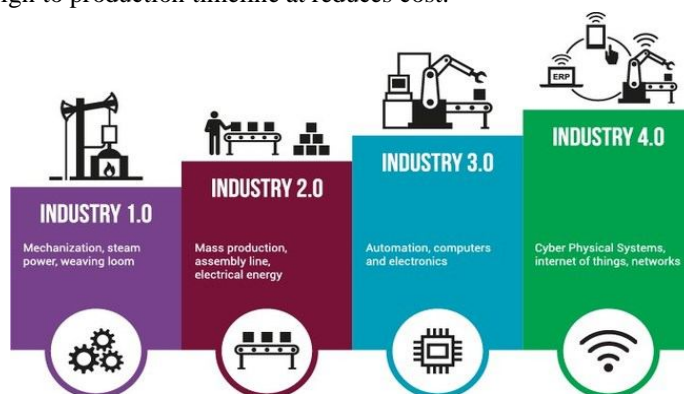 ign to production timeline at reduces cost.
ERP
INDUSTRY 1.0
Mechanization, steam
power, weaving loom
INDUSTRY 2.0
Mass production,
assembly line,
electrical energy
INDUSTRY 3.0
Automation, computers
and electronics
INDUSTRY 4.0
Cyber Physical Systems,
internet of things, networks